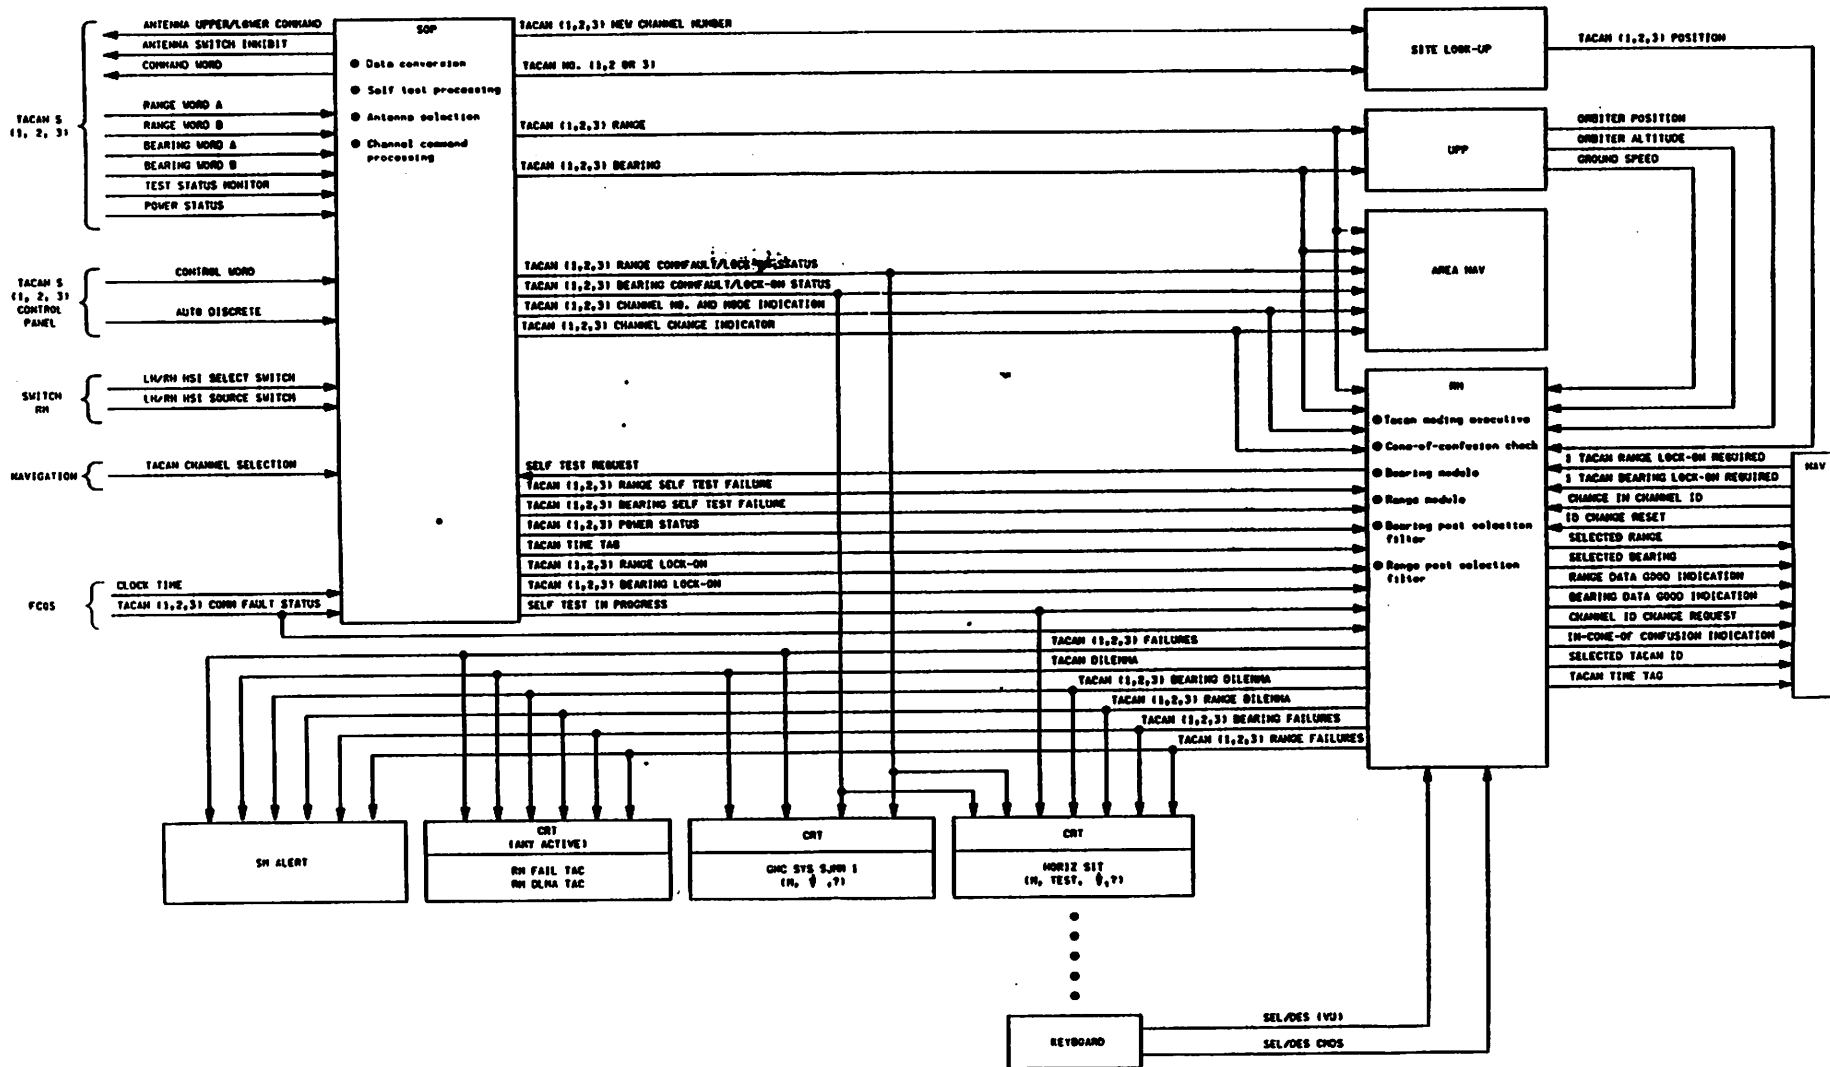 ANTENNA UPPER/LOWER COMMAND
ANTENNA SWITCH INHIBIT
COMMAND WORD
TACAN S
(1, 2, 3)
RANGE WORD A
RANGE WORD B
BEARING WORD A
BEARING WORD B
TEST STATUS MONITOR
POWER STATUS
TACAN S
(1, 2, 3)
CONTROL
PANEL
CONTROL WORD
AUTO DISCRETE
SWITCH
RM
LH/RH HSI SELECT SWITCH
LH/RH HSI SOURCE SWITCH
NAVIGATION
TACAN CHANNEL SELECTION
FCOS
CLOCK TIME
TACAN (1,2,3) COMM FAULT STATUS
SOP
● Data conversion
● Self test processing
● Antenna selection
● Channel command
processing
TACAN (1,2,3) NEW CHANNEL NUMBER
TACAN NO. (1,2 OR 3)
TACAN (1,2,3) RANGE
TACAN (1,2,3) BEARING
TACAN (1,2,3) RANGE COMMFAULT/LOCK-ON STATUS
TACAN (1,2,3) BEARING COMMFAULT/LOCK-ON STATUS
TACAN (1,2,3) CHANNEL NO. AND MODE INDICATION
TACAN (1,2,3) CHANNEL CHANGE INDICATOR
SELF TEST REQUEST
TACAN (1,2,3) RANGE SELF TEST FAILURE
TACAN (1,2,3) BEARING SELF TEST FAILURE
TACAN (1,2,3) POWER STATUS
TACAN TIME TAG
TACAN (1,2,3) RANGE LOCK-ON
TACAN (1,2,3) BEARING LOCK-ON
SELF TEST IN PROGRESS
TACAN (1,2,3) FAILURES
TACAN DILEMMA
TACAN (1,2,3) BEARING DILEMMA
TACAN (1,2,3) RANGE DILEMMA
TACAN (1,2,3) BEARING FAILURES
TACAN (1,2,3) RANGE FAILURES
SITE LOOK-UP
TACAN (1,2,3) POSITION
UPP
ORBITER POSITION
ORBITER ALTITUDE
GROUND SPEED
AREA NAV
RM
● Tacan moding executive
● Cone-of-confusion check
● Bearing module
● Range module
● Bearing post selection
filter
● Range post selection
filter
1 TACAN RANGE LOCK-ON REQUIRED
1 TACAN BEARING LOCK-ON REQUIRED
CHANGE IN CHANNEL ID
ID CHANGE RESET
SELECTED RANGE
SELECTED BEARING
RANGE DATA GOOD INDICATION
BEARING DATA GOOD INDICATION
CHANNEL ID CHANGE REQUEST
IN-CONE-OF CONFUSION INDICATION
SELECTED TACAN ID
TACAN TIME TAG
NAV
SM ALERT
CRT
(ANY ACTIVE)
RM FAIL TAC
RM DLMA TAC
CRT
GNC SYS SUMM 1
(M, ⇓ ,?)
CRT
HORIZ SIT
(M, TEST, ⇓,?)
KEYBOARD
SEL/DES (VU)
SEL/DES CMDS